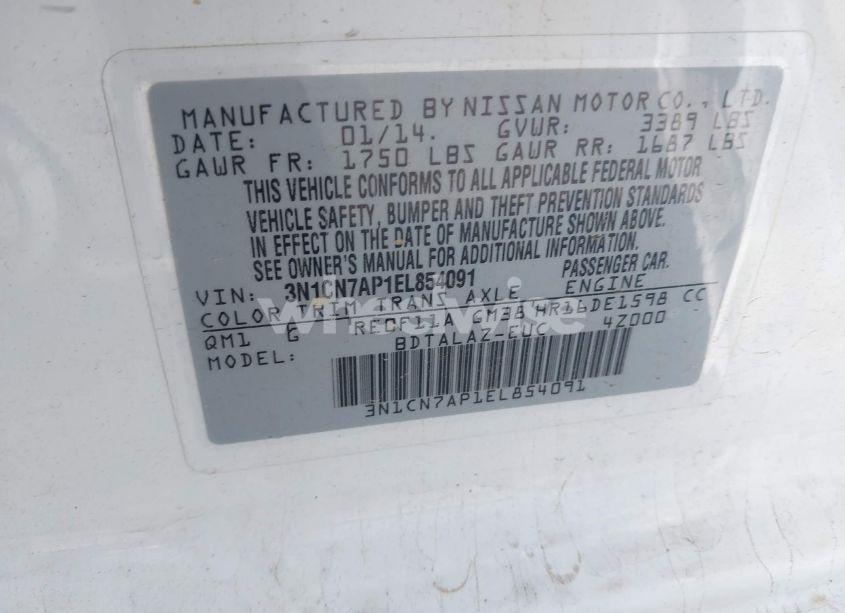 MANUFACTURED BY NISSAN MOTOR CO., LTD.
DATE: 01/14. GVWR: 3389 LBS
GAWR FR: 1750 LBS GAWR RR: 1687 LBS
THIS VEHICLE CONFORMS TO ALL APPLICABLE FEDERAL MOTOR
VEHICLE SAFETY, BUMPER AND THEFT PREVENTION STANDARDS
IN EFFECT ON THE DATE OF MANUFACTURE SHOWN ABOVE.
SEE OWNER'S MANUAL FOR ADDITIONAL INFORMATION.
VIN: 3N1CN7AP1EL854091 PASSENGER CAR.
COLOR TRIM TRANS AXLE ENGINE
QM1 G RE0F11A GM38 HR16DE1598 CC
MODEL: BDTALAZ-EUC 42000
3N1CN7AP1EL854091